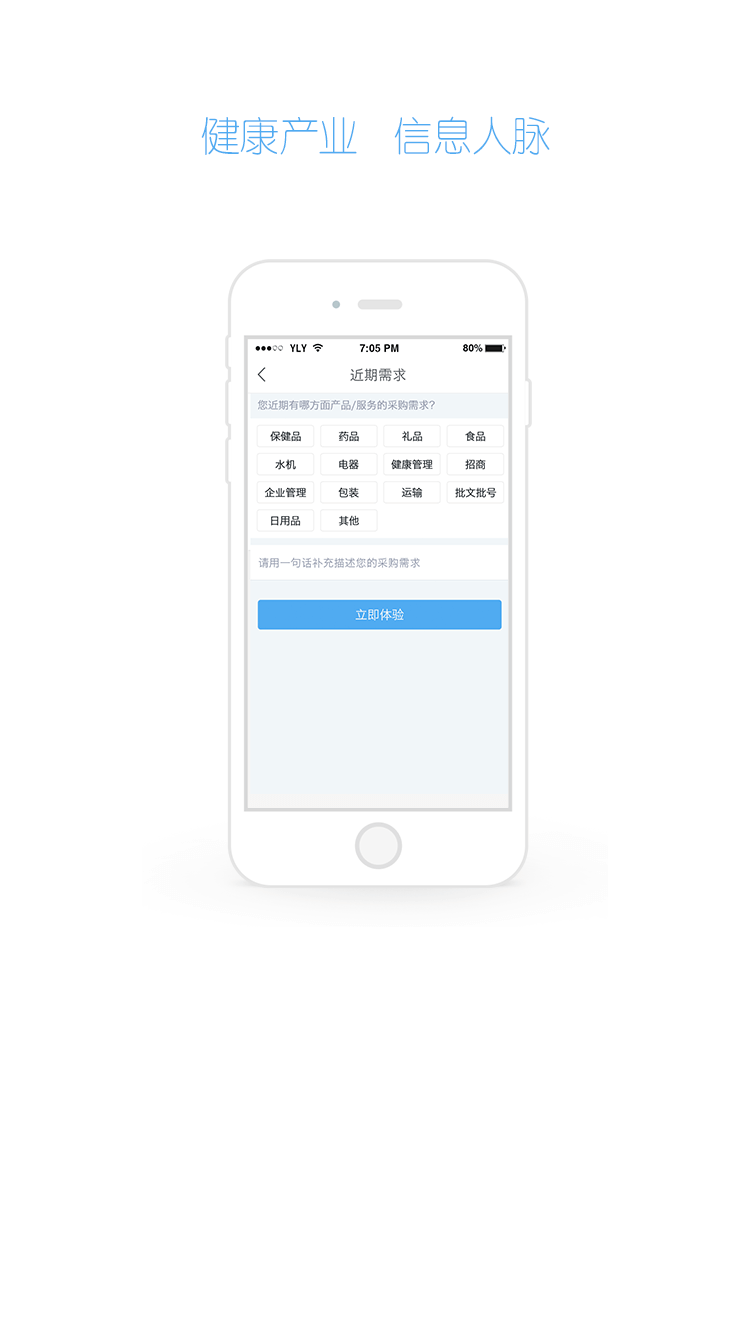 健康产业 信息人脉
YLY 7:05 PM 80%
近期需求
您近期有哪方面产品/服务的采购需求?
保健品 药品 礼品 食品
水机 电器 健康管理 招商
企业管理 包装 运输 批文批号
日用品 其他
请用一句话补充描述您的采购需求
立即体验